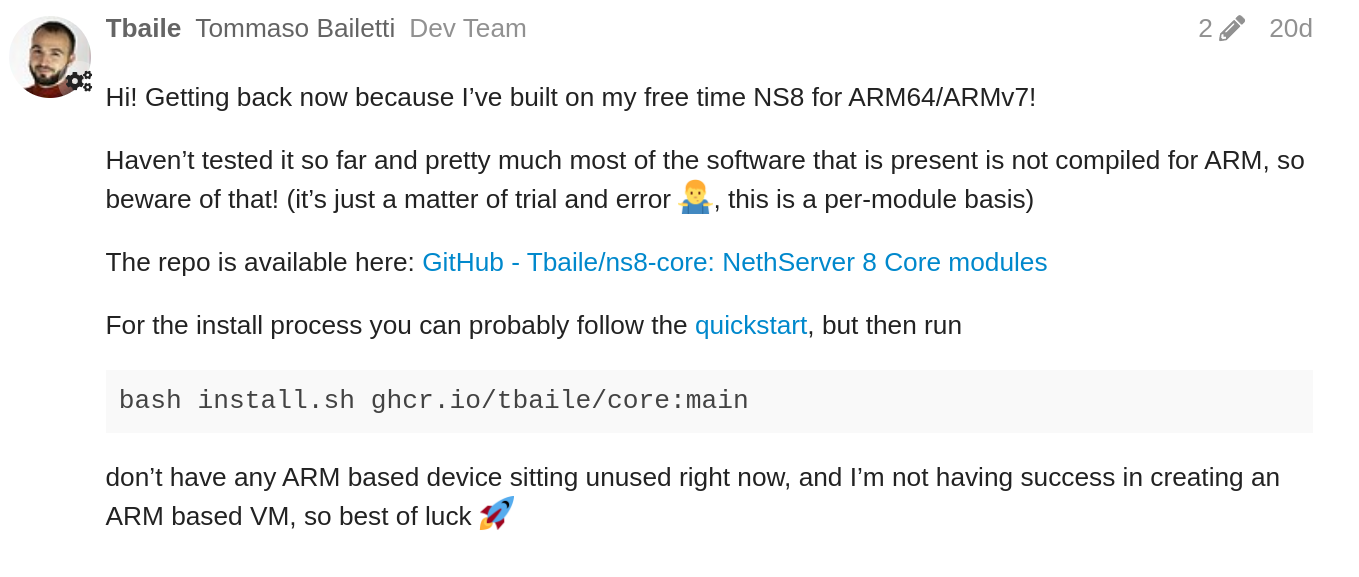 Tbaile Tommaso Bailetti Dev Team 2 20d
Hi! Getting back now because I’ve built on my free time NS8 for ARM64/ARMv7!
Haven’t tested it so far and pretty much most of the software that is present is not compiled for ARM, so
beware of that! (it’s just a matter of trial and error 🤷‍♂️, this is a per-module basis)
The repo is available here: GitHub - Tbaile/ns8-core: NethServer 8 Core modules
For the install process you can probably follow the quickstart, but then run
bash install.sh ghcr.io/tbaile/core:main
don’t have any ARM based device sitting unused right now, and I’m not having success in creating an
ARM based VM, so best of luck 🚀